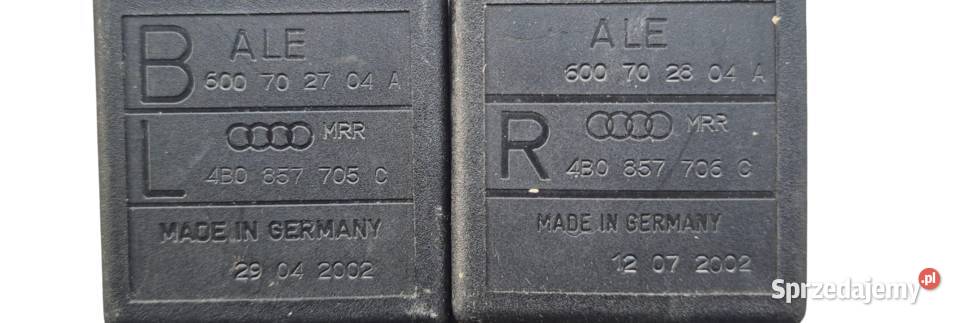 B ALE
600 70 27 04 A
L MRR
4B0 857 705 C
MADE IN GERMANY
29 04 2002
ALE
600 70 28 04 A
R MRR
4B0 857 706 C
MADE IN GERMANY
12 07 2002
Sprzedajemy.pl